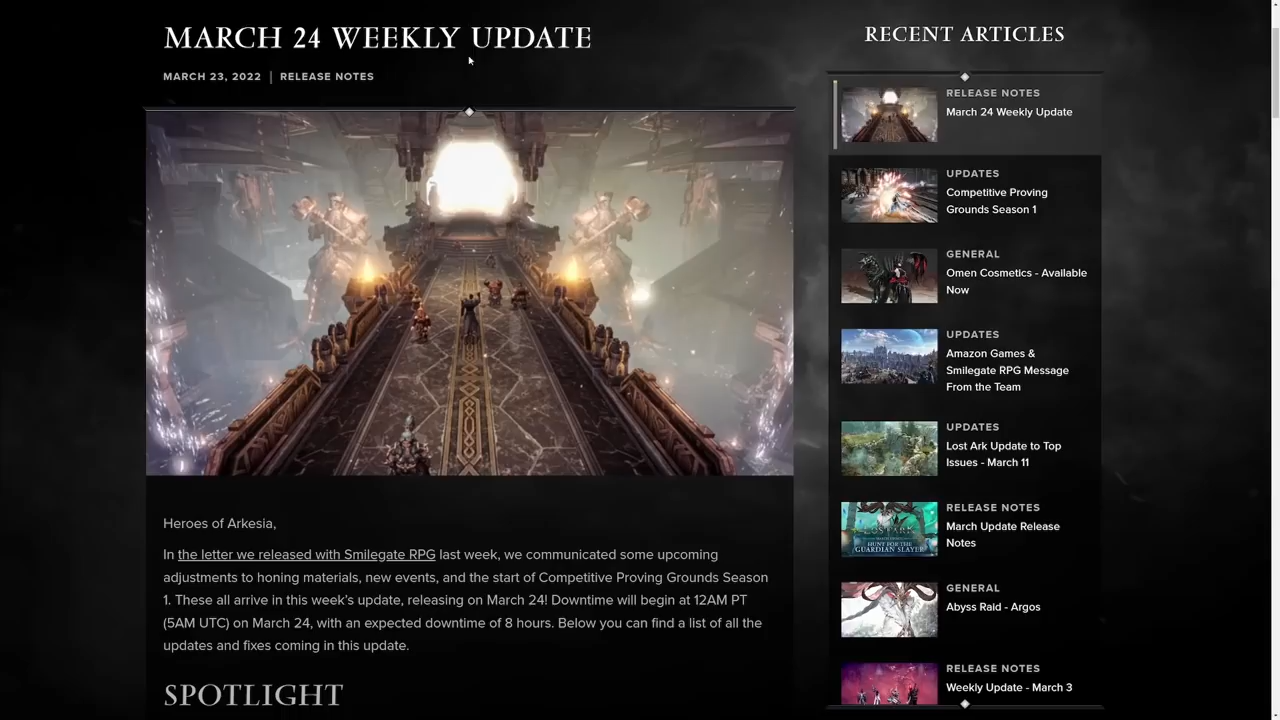 MARCH 24 WEEKLY UPDATE
MARCH 23, 2022 | RELEASE NOTES
Heroes of Arkesia,
In the letter we released with Smilegate RPG last week, we communicated some upcoming
adjustments to honing materials, new events, and the start of Competitive Proving Grounds Season
1. These all arrive in this week's update, releasing on March 24! Downtime will begin at 12AM PT
(5AM UTC) on March 24, with an expected downtime of 8 hours. Below you can find a list of all the
updates and fixes coming in this update.
SPOTLIGHT
RECENT ARTICLES
RELEASE NOTES
March 24 Weekly Update
UPDATES
Competitive Proving
Grounds Season 1
GENERAL
Omen Cosmetics - Available
Now
UPDATES
Amazon Games &
Smilegate RPG Message
From the Team
UPDATES
Lost Ark Update to Top
Issues - March 11
LOST ARK
HUNT FOR THE
GUARDIAN SLAYER
RELEASE NOTES
March Update Release
Notes
GENERAL
Abyss Raid - Argos
RELEASE NOTES
Weekly Update - March 3